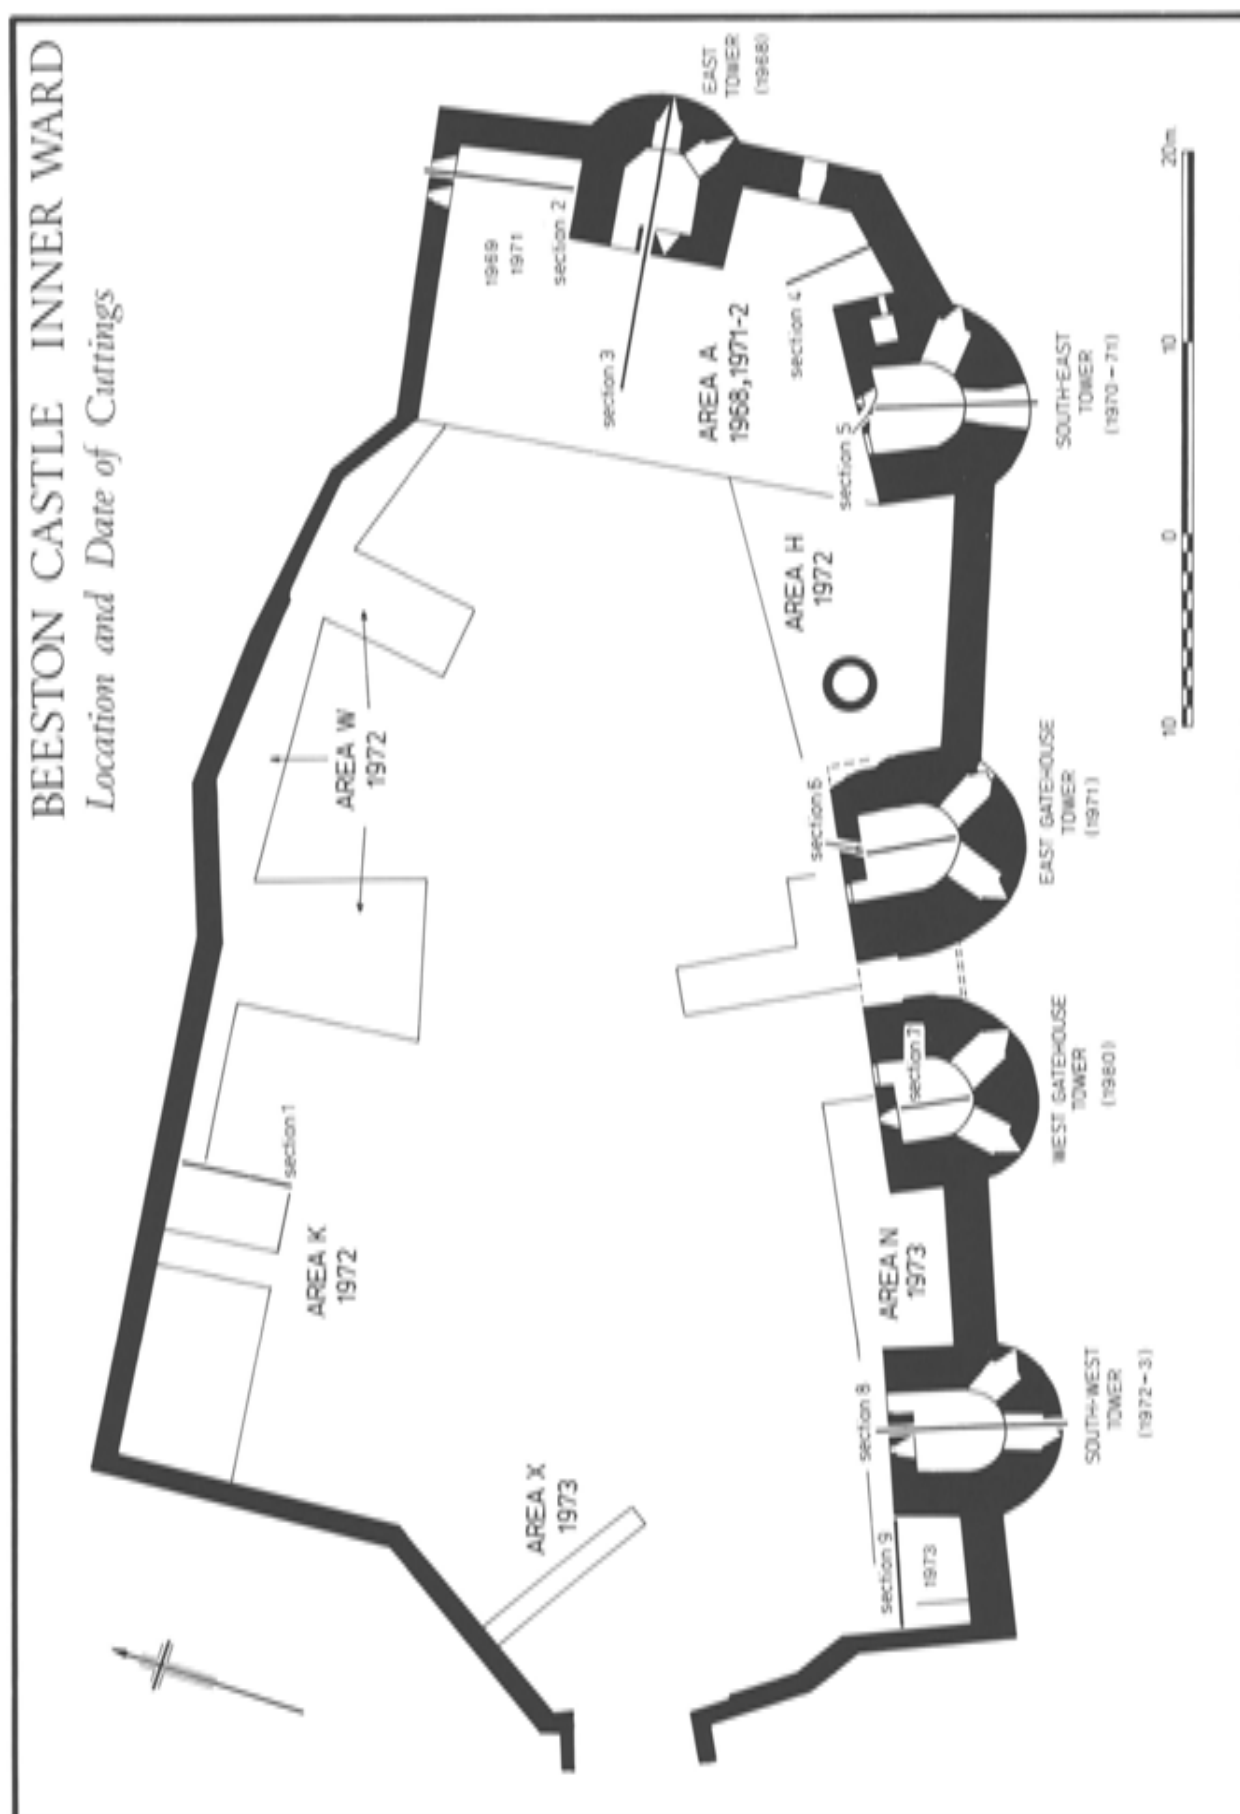 BEESTON CASTLE INNER WARD
Location and Date of Cuttings
EAST
TOWER
(1968)
1969
1971
section 2
section 3
AREA A
1968,1971-2
section 4
section 5
SOUTH-EAST
TOWER
(1970-71)
AREA H
1972
AREA W
1972
section 6
EAST GATEHOUSE
TOWER
(1971)
section 7
WEST GATEHOUSE
TOWER
(1980)
section 1
AREA K
1972
AREA N
1973
section 8
SOUTH-WEST
TOWER
(1972-3)
AREA X
1973
section 9
1973
10
0
10
20m.